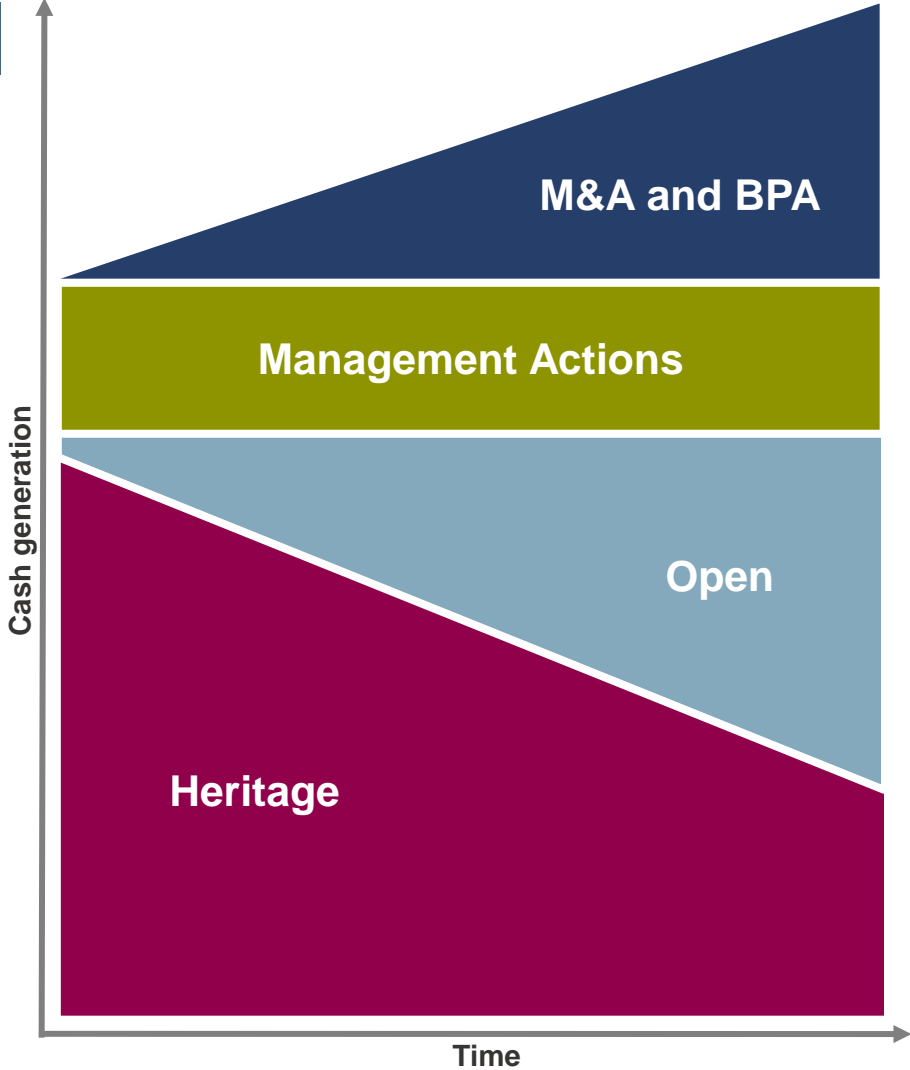 M&A and BPA
Management Actions
Cash generation
Open
Heritage
Time